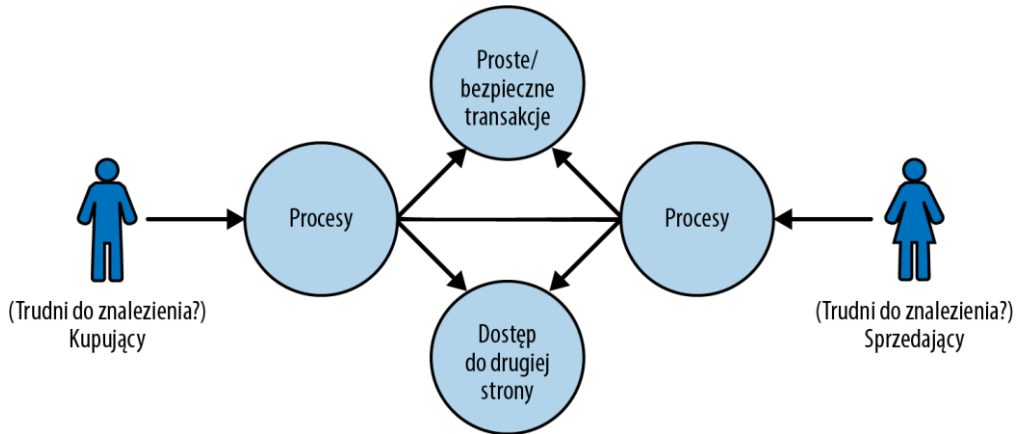 Proste/
bezpieczne
transakcje
Procesy
Procesy
(Trudni do znalezienia?)
Kupujący
(Trudni do znalezienia?)
Sprzedający
Dostęp
do drugiej
strony